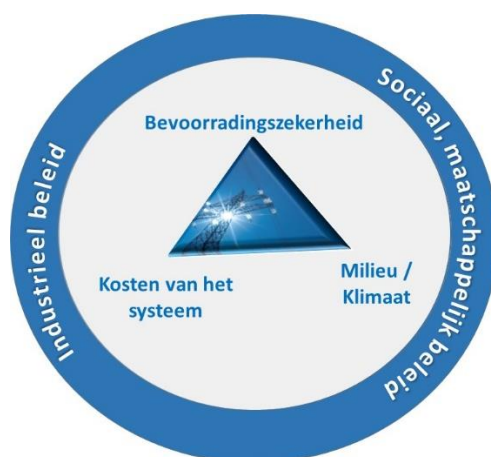 Bevoorradingszekerheid
Kosten van het
systeem
Milieu /
Klimaat
Industrieel beleid
Sociaal, maatschappelijk beleid